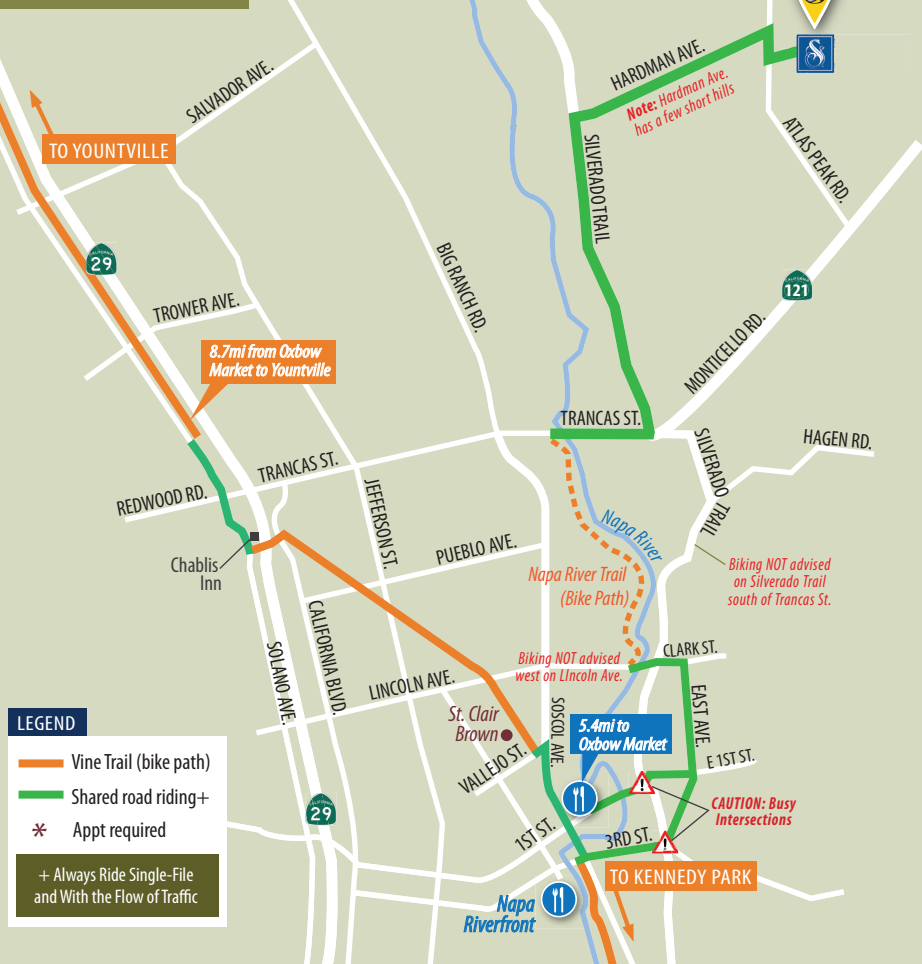 HARDMAN AVE.
Note: Hardman Ave.
has a few short hills
S
SALVADOR AVE.
TO YOUNTVILLE
ATLAS PEAK RD.
SILVERADO TRAIL
CALIFORNIA
29
BIG RANCH RD.
CALIFORNIA
121
TROWER AVE.
MONTICELLO RD.
8.7mi from Oxbow
Market to Yountville
TRANCAS ST.
HAGEN RD.
SILVERADO TRAIL
TRANCAS ST.
REDWOOD RD.
JEFFERSON ST.
Napa River
PUEBLO AVE.
Chablis
Inn
Napa River Trail
(Bike Path)
Biking NOT advised
on Silverado Trail
south of Trancas St.
CALIFORNIA BLVD.
SOLANO AVE.
Biking NOT advised
west on LIncoln Ave.
CLARK ST.
LINCOLN AVE.
EAST AVE.
SOSCOL AVE.
St. Clair
Brown
5.4mi to
Oxbow Market
VALLEJO ST.
E 1ST ST.
CAUTION: Busy
Intersections
!
!
1ST ST.
3RD ST.
TO KENNEDY PARK
Napa
Riverfront
CALIFORNIA
29
LEGEND
Vine Trail (bike path)
Shared road riding+
* Appt required
+ Always Ride Single-File
and With the Flow of Traffic